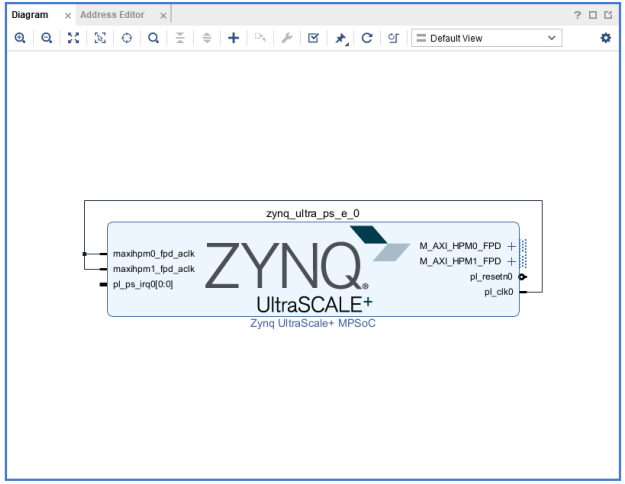 Diagram × Address Editor × ?
Default View
zynq_ultra_ps_e_0
maxihpm0_fpd_aclk
maxihpm1_fpd_aclk
pl_ps_irq0[0:0]
ZYNQ®
UltraSCALE+
M_AXI_HPM0_FPD
M_AXI_HPM1_FPD
pl_resetn0
pl_clk0
Zynq UltraScale+ MPSoC